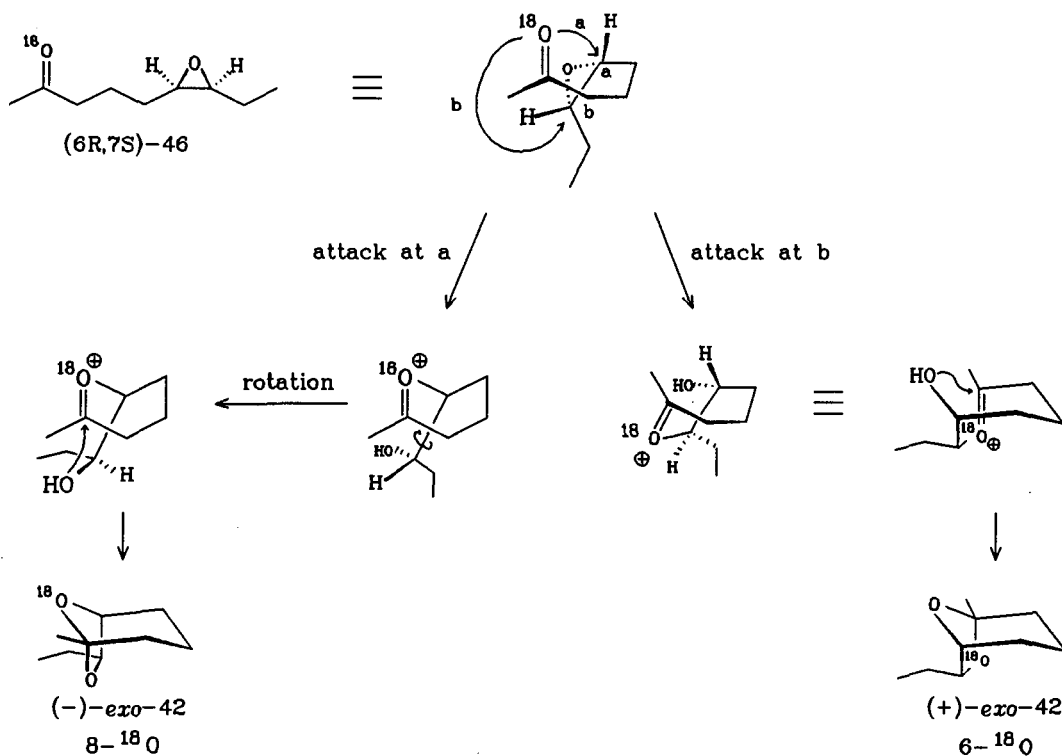 18O
H
O
H
(6R,7S)-46
≡
18O
a
H
O
a
b
b
H
attack at a
attack at b
18O⊕
HO
H
rotation
18O⊕
HO
H
H
HO
18O
⊕
H
≡
HO
18O
⊕
18O
O
(-)-exo-42
8-18O
O
18O
(+)-exo-42
6-18O